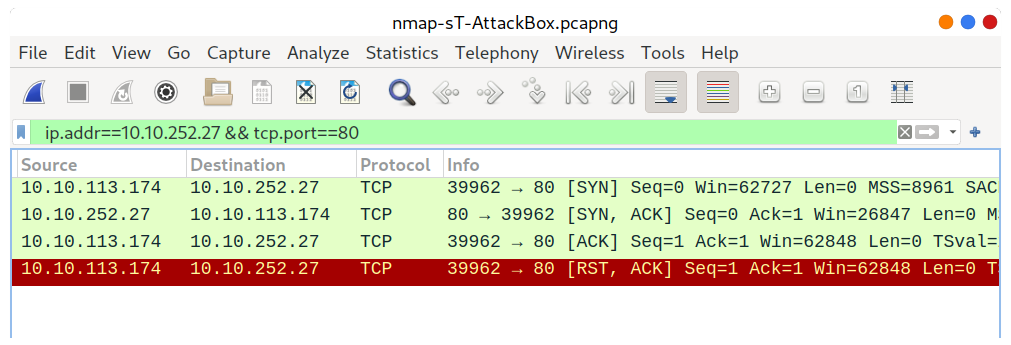 nmap-sT-AttackBox.pcapng
File Edit View Go Capture Analyze Statistics Telephony Wireless Tools Help
ip.addr==10.10.252.27 && tcp.port==80
Source Destination Protocol Info
10.10.113.174 10.10.252.27 TCP 39962 → 80 [SYN] Seq=0 Win=62727 Len=0 MSS=8961 SAC
10.10.252.27 10.10.113.174 TCP 80 → 39962 [SYN, ACK] Seq=0 Ack=1 Win=26847 Len=0 M
10.10.113.174 10.10.252.27 TCP 39962 → 80 [ACK] Seq=1 Ack=1 Win=62848 Len=0 TSval=
10.10.113.174 10.10.252.27 TCP 39962 → 80 [RST, ACK] Seq=1 Ack=1 Win=62848 Len=0 T